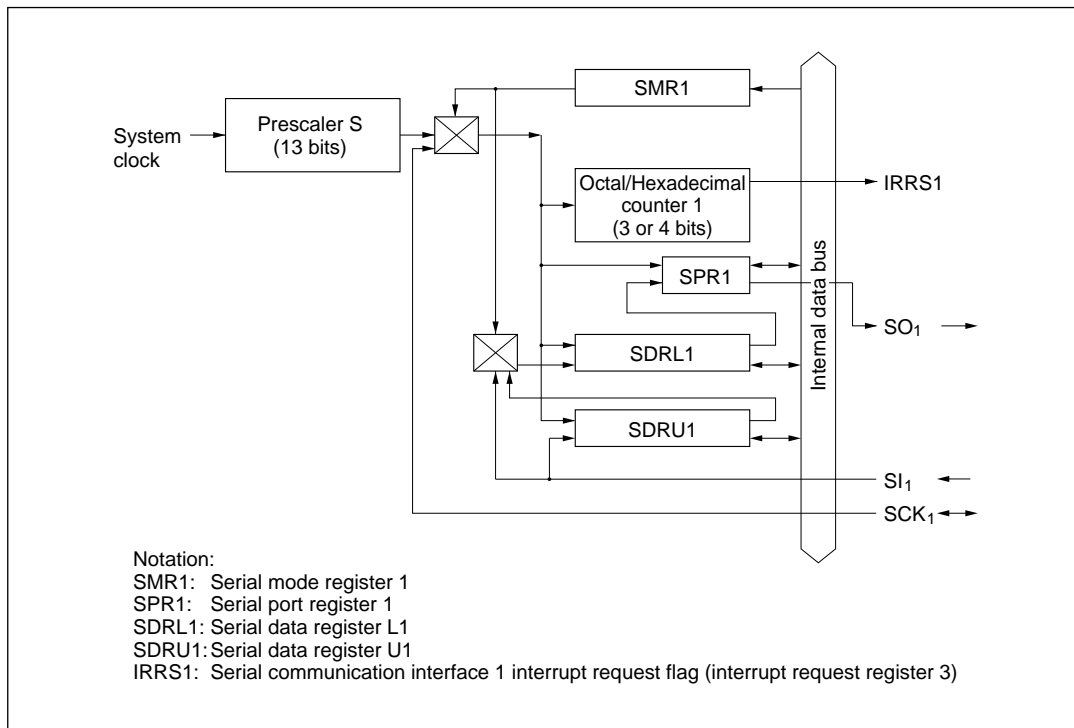 SMR1
Prescaler S
(13 bits)
System
clock
Octal/Hexadecimal
counter 1
(3 or 4 bits)
IRRS1
SPR1
Internal data bus
SO1
SDRL1
SDRU1
SI1
SCK1
Notation:
SMR1: Serial mode register 1
SPR1: Serial port register 1
SDRL1: Serial data register L1
SDRU1: Serial data register U1
IRRS1: Serial communication interface 1 interrupt request flag (interrupt request register 3)